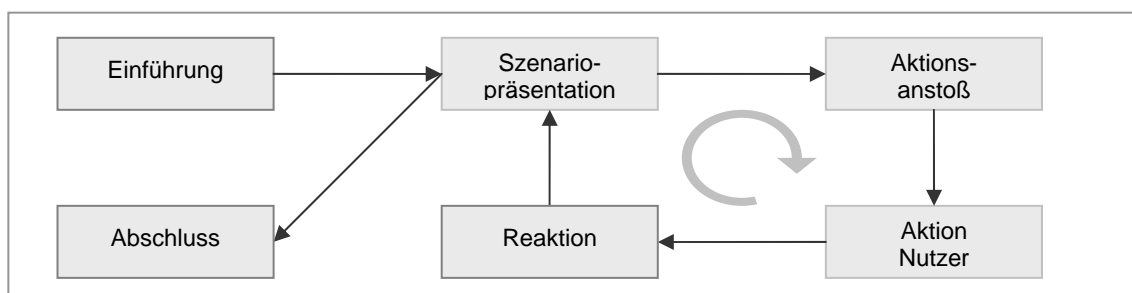 Einführung
Szenario-
präsentation
Aktions-
anstoß
Abschluss
Reaktion
Aktion
Nutzer